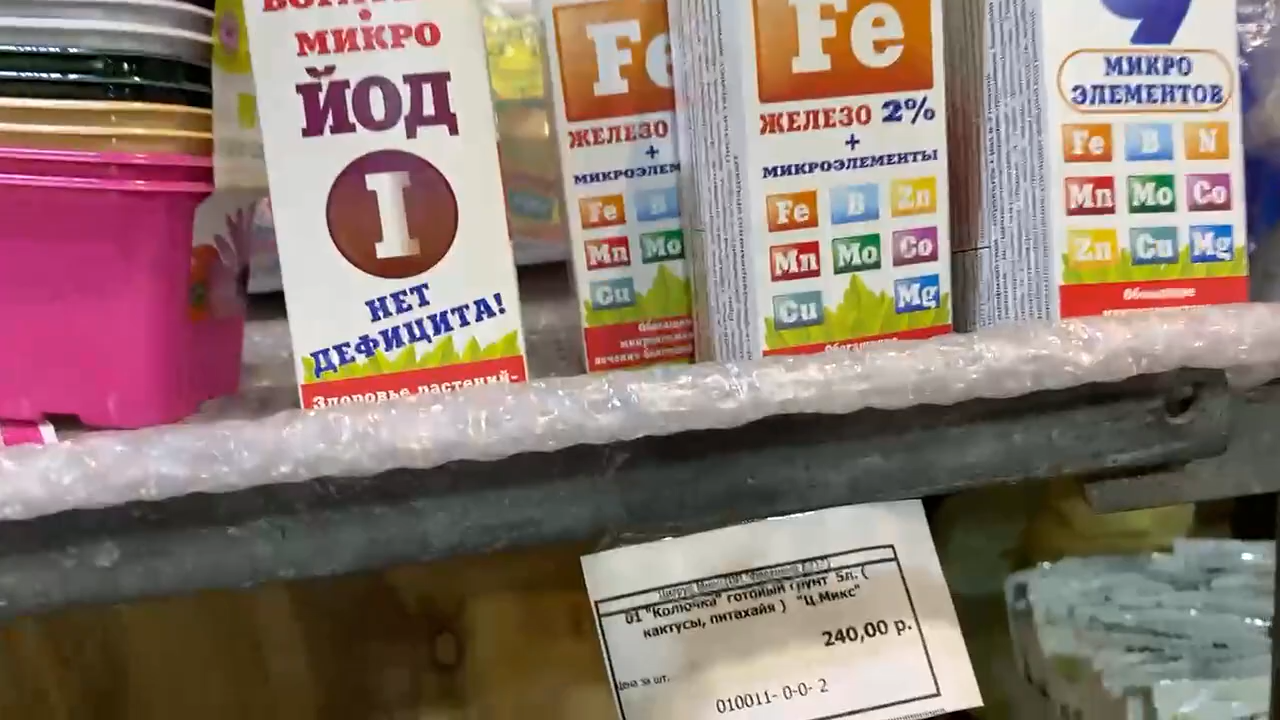 МИКРО
ЙОД
I
НЕТ
ДЕФИЦИТА!
Здоровье растений-
Fe
ЖЕЛЕЗО
+
МИКРОЭЛЕМ
Fe B
Mn Mo
Cu
Fe
ЖЕЛЕЗО 2%
+
МИКРОЭЛЕМЕНТЫ
Fe B Zn
Mn Mo Co
Cu Mg
9
МИКРО
ЭЛЕМЕНТОВ
Fe B N
Mn Mo Co
Zn Cu Mg
Обогащение
01 "Колючка" готовый грунт 5л. (
кактусы, питахайя ) "Ц.Микс"
240,00 р.
Цена за шт.
010011- 0-0- 2